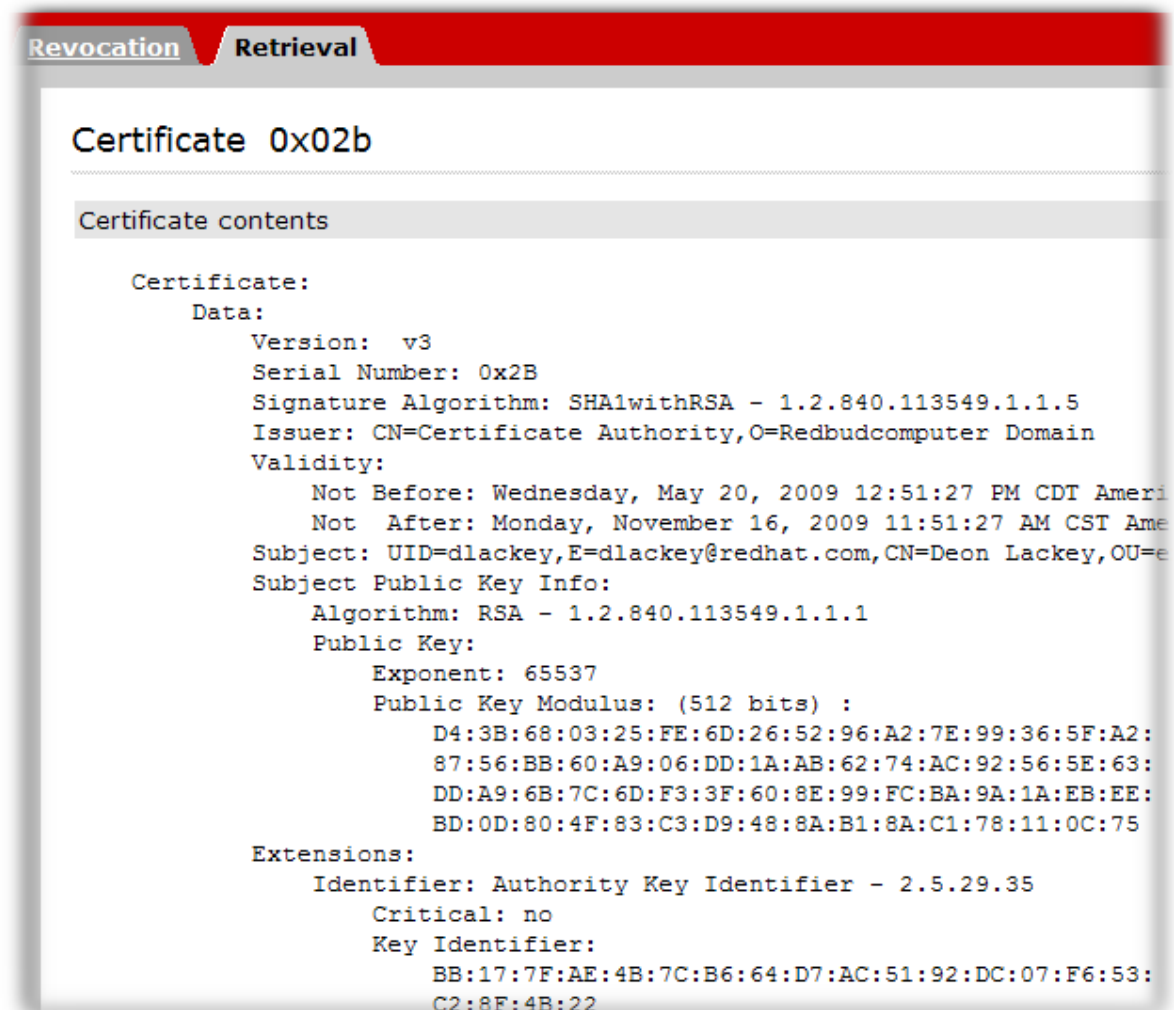 Revocation Retrieval
Certificate 0x02b
Certificate contents
Certificate:
Data:
Version: v3
Serial Number: 0x2B
Signature Algorithm: SHA1withRSA - 1.2.840.113549.1.1.5
Issuer: CN=Certificate Authority,O=Redbudcomputer Domain
Validity:
Not Before: Wednesday, May 20, 2009 12:51:27 PM CDT Ameri
Not After: Monday, November 16, 2009 11:51:27 AM CST Ame
Subject: UID=dlackey,E=dlackey@redhat.com,CN=Deon Lackey,OU=e
Subject Public Key Info:
Algorithm: RSA - 1.2.840.113549.1.1.1
Public Key:
Exponent: 65537
Public Key Modulus: (512 bits) :
D4:3B:68:03:25:FE:6D:26:52:96:A2:7E:99:36:5F:A2:
87:56:BB:60:A9:06:DD:1A:AB:62:74:AC:92:56:5E:63:
DD:A9:6B:7C:6D:F3:3F:60:8E:99:FC:BA:9A:1A:EB:EE:
BD:0D:80:4F:83:C3:D9:48:8A:B1:8A:C1:78:11:0C:75
Extensions:
Identifier: Authority Key Identifier - 2.5.29.35
Critical: no
Key Identifier:
BB:17:7F:AE:4B:7C:B6:64:D7:AC:51:92:DC:07:F6:53:
C2:8F:4B:22